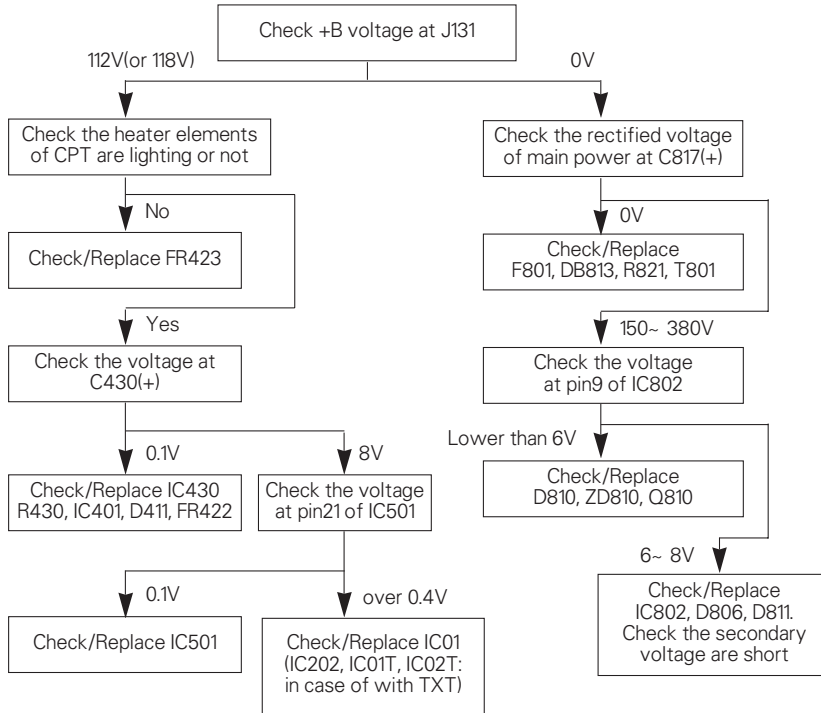 Check +B voltage at J131
112V(or 118V)
0V
Check the heater elements
of CPT are lighting or not
Check the rectified voltage
of main power at C817(+)
No
0V
Check/Replace FR423
Check/Replace
F801, DB813, R821, T801
Yes
150~ 380V
Check the voltage at
C430(+)
Check the voltage
at pin9 of IC802
Lower than 6V
0.1V
8V
Check/Replace IC430
R430, IC401, D411, FR422
Check the voltage
at pin21 of IC501
Check/Replace
D810, ZD810, Q810
6~ 8V
0.1V
over 0.4V
Check/Replace IC501
Check/Replace IC01
(IC202, IC01T, IC02T:
in case of with TXT)
Check/Replace
IC802, D806, D811.
Check the secondary
voltage are short